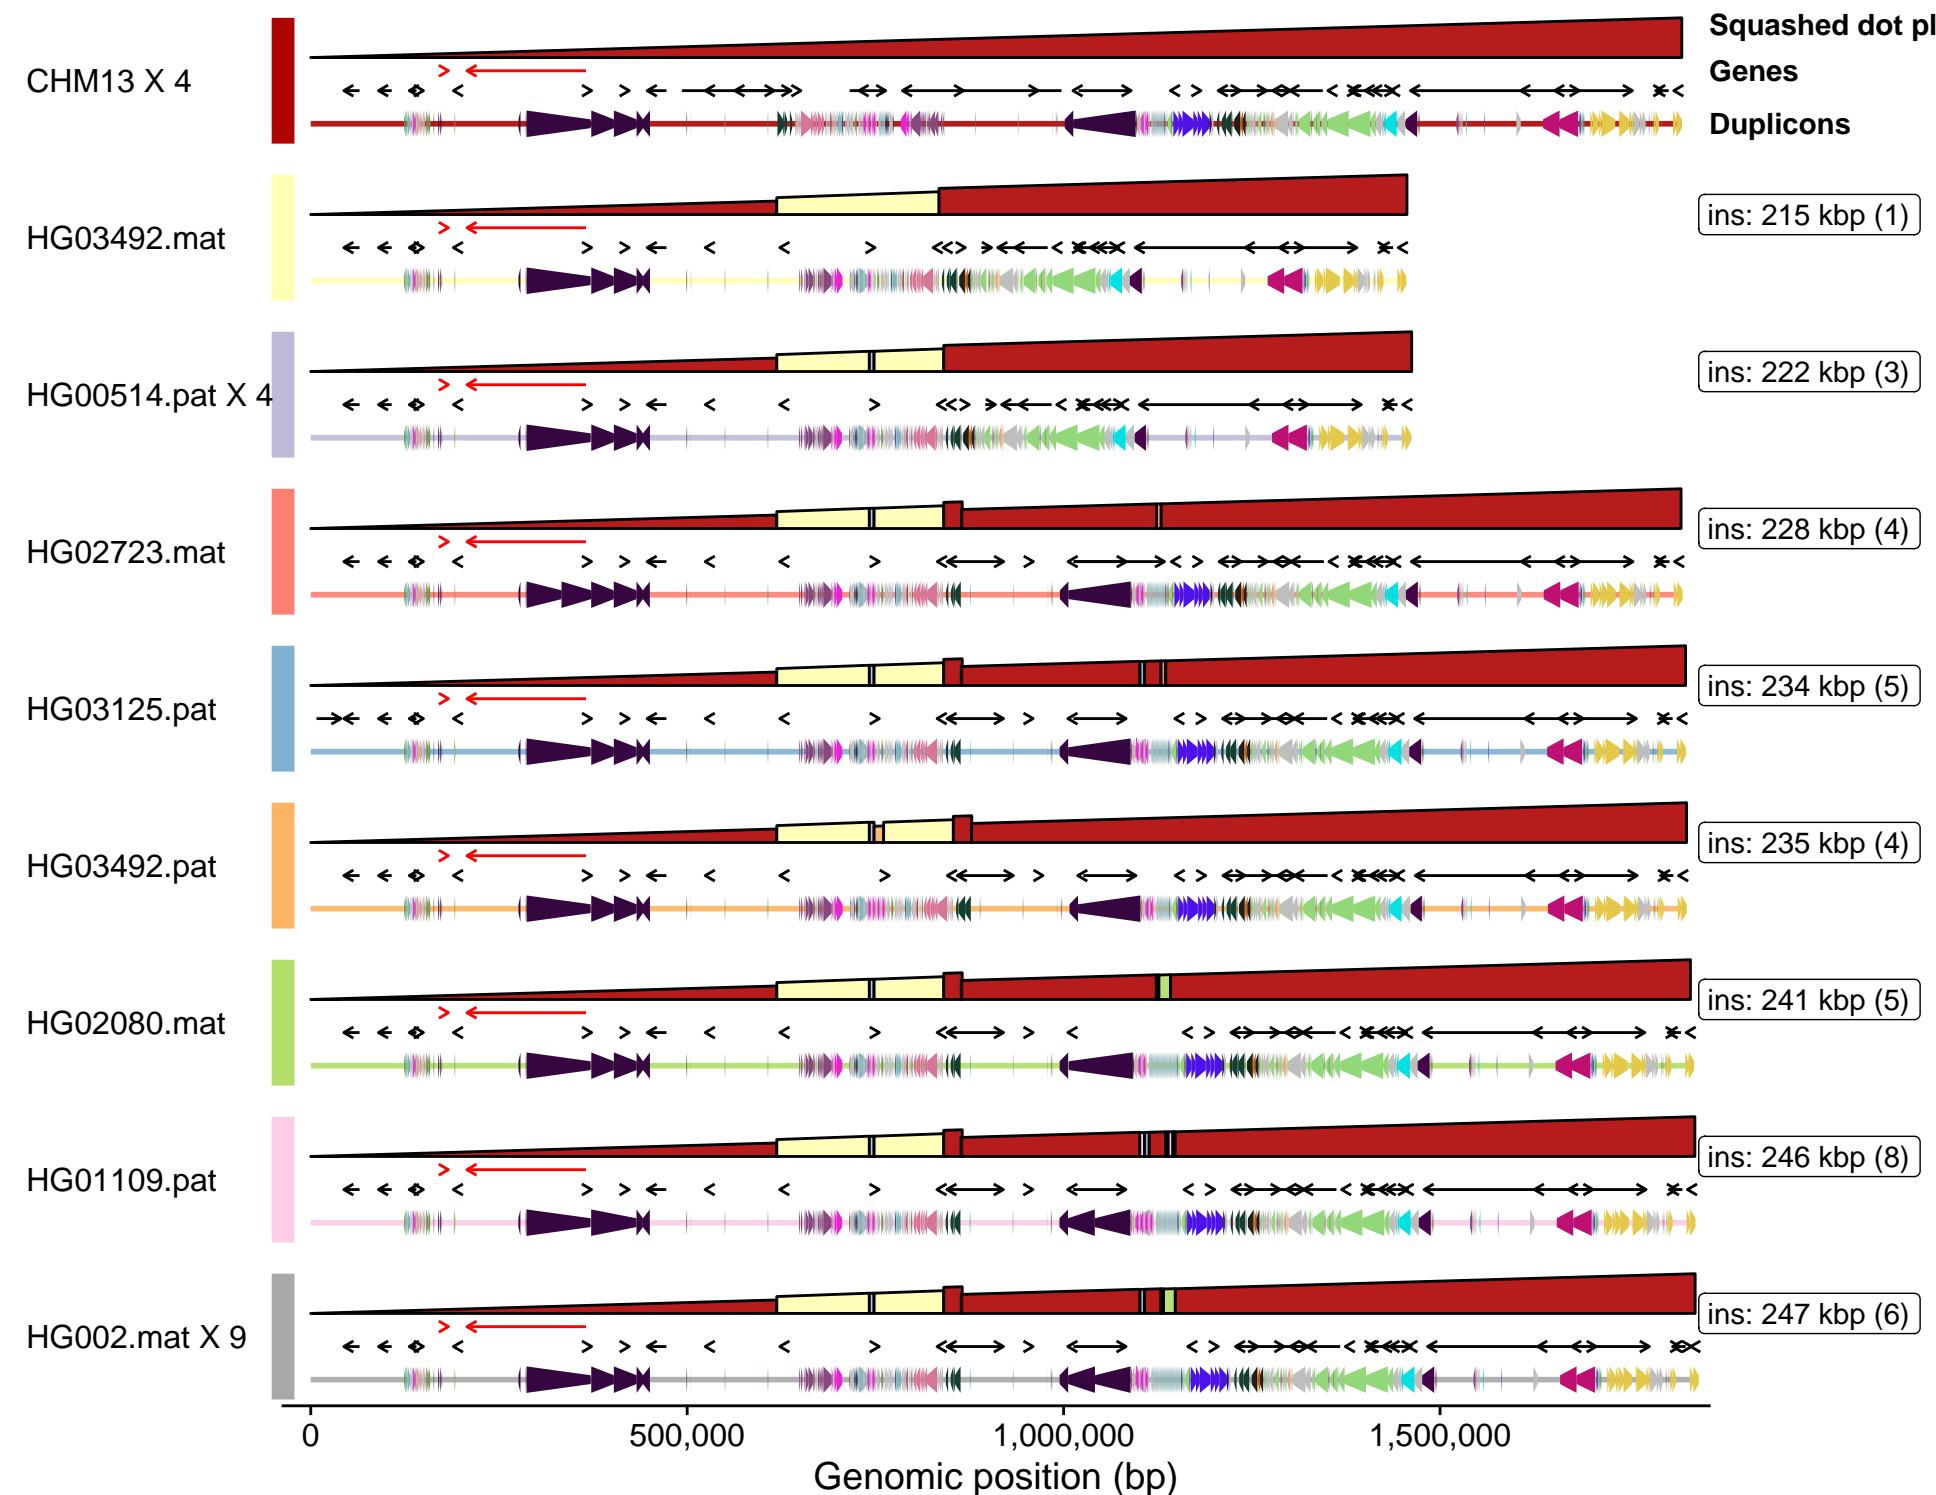 CHM13 X 4
Squashed dot pl
Genes
Duplicons
HG03492.mat
ins: 215 kbp (1)
HG00514.pat X 4
ins: 222 kbp (3)
HG02723.mat
ins: 228 kbp (4)
HG03125.pat
ins: 234 kbp (5)
HG03492.pat
ins: 235 kbp (4)
HG02080.mat
ins: 241 kbp (5)
HG01109.pat
ins: 246 kbp (8)
HG002.mat X 9
ins: 247 kbp (6)
0 500,000 1,000,000 1,500,000
Genomic position (bp)